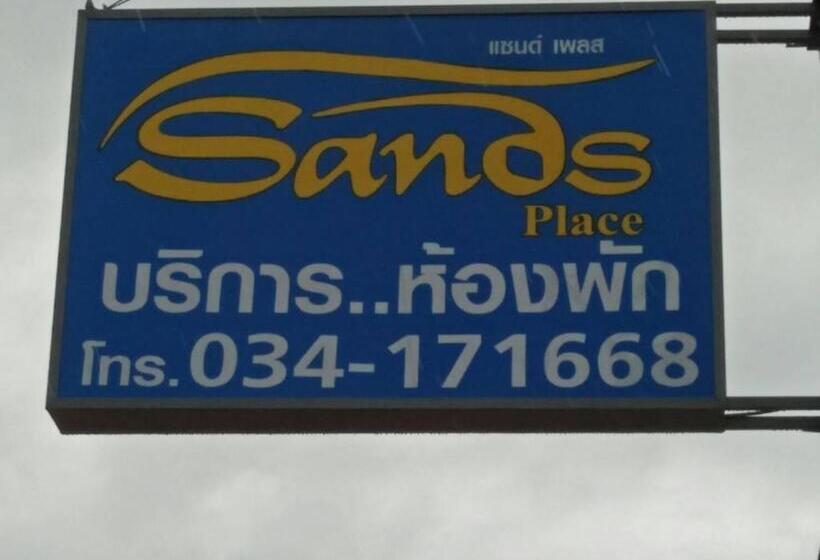 แซนด์ เพลส
Sands
Place
บริการ..ห้องพัก
โทร. 034-171668